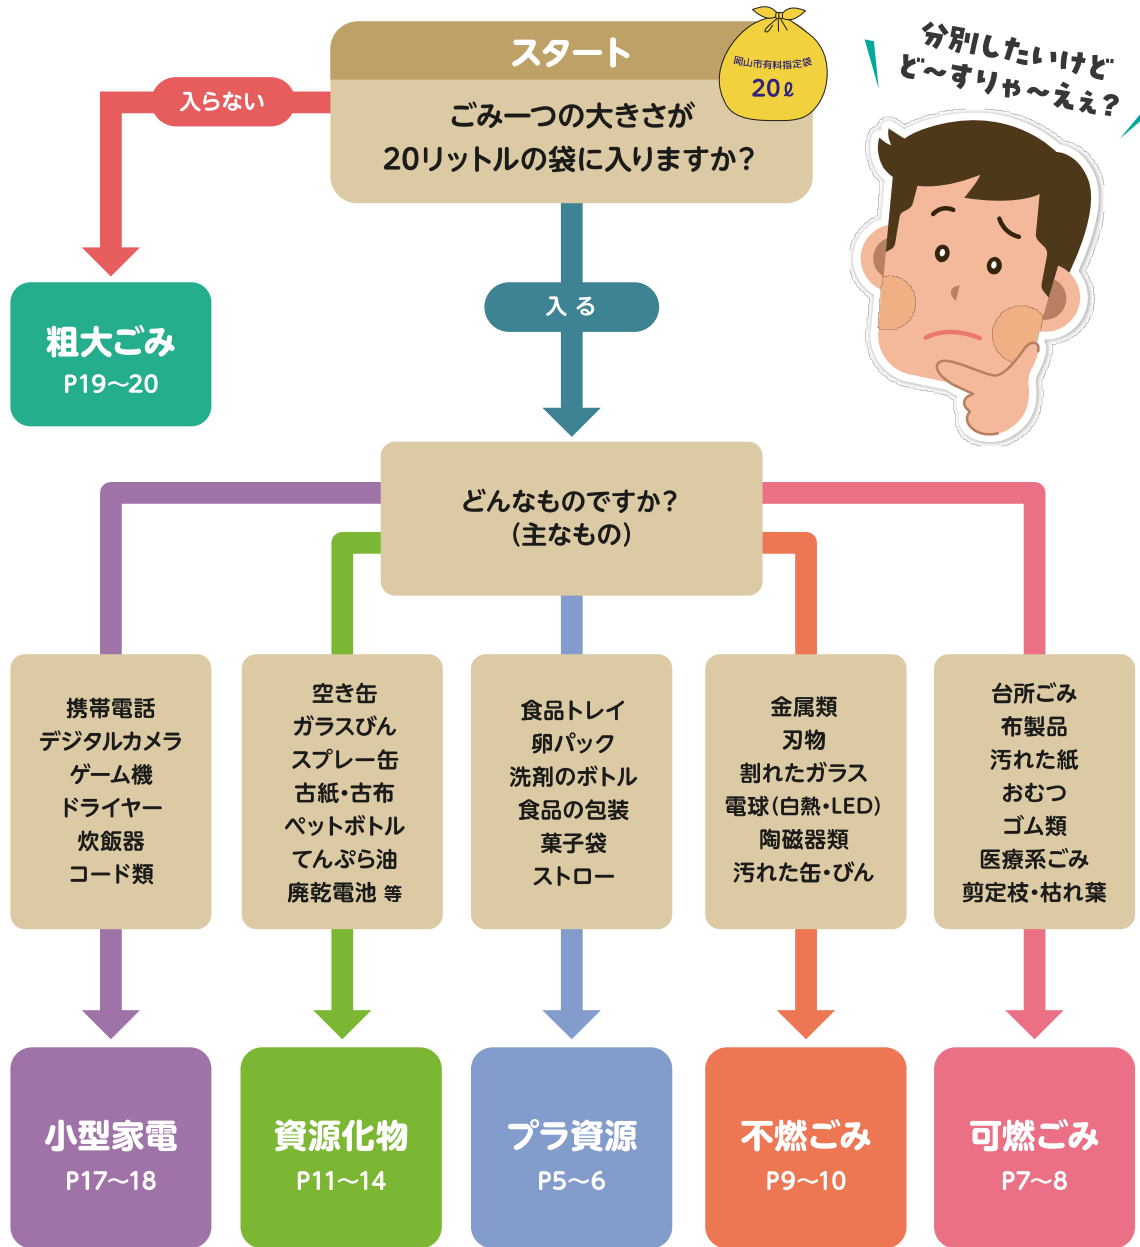 スタート
岡山市有料指定袋
20ℓ
分別したいけど
ど〜すりゃ〜ええ?
ごみ一つの大きさが
20リットルの袋に入りますか?
入らない
入る
粗大ごみ
P19〜20
どんなものですか?
(主なもの)
携帯電話
デジタルカメラ
ゲーム機
ドライヤー
炊飯器
コード類
空き缶
ガラスびん
スプレー缶
古紙・古布
ペットボトル
てんぷら油
廃乾電池 等
食品トレイ
卵パック
洗剤のボトル
食品の包装
菓子袋
ストロー
金属類
刃物
割れたガラス
電球(白熱・LED)
陶磁器類
汚れた缶・びん
台所ごみ
布製品
汚れた紙
おむつ
ゴム類
医療系ごみ
剪定枝・枯れ葉
小型家電
P17〜18
資源化物
P11〜14
プラ資源
P5〜6
不燃ごみ
P9〜10
可燃ごみ
P7〜8